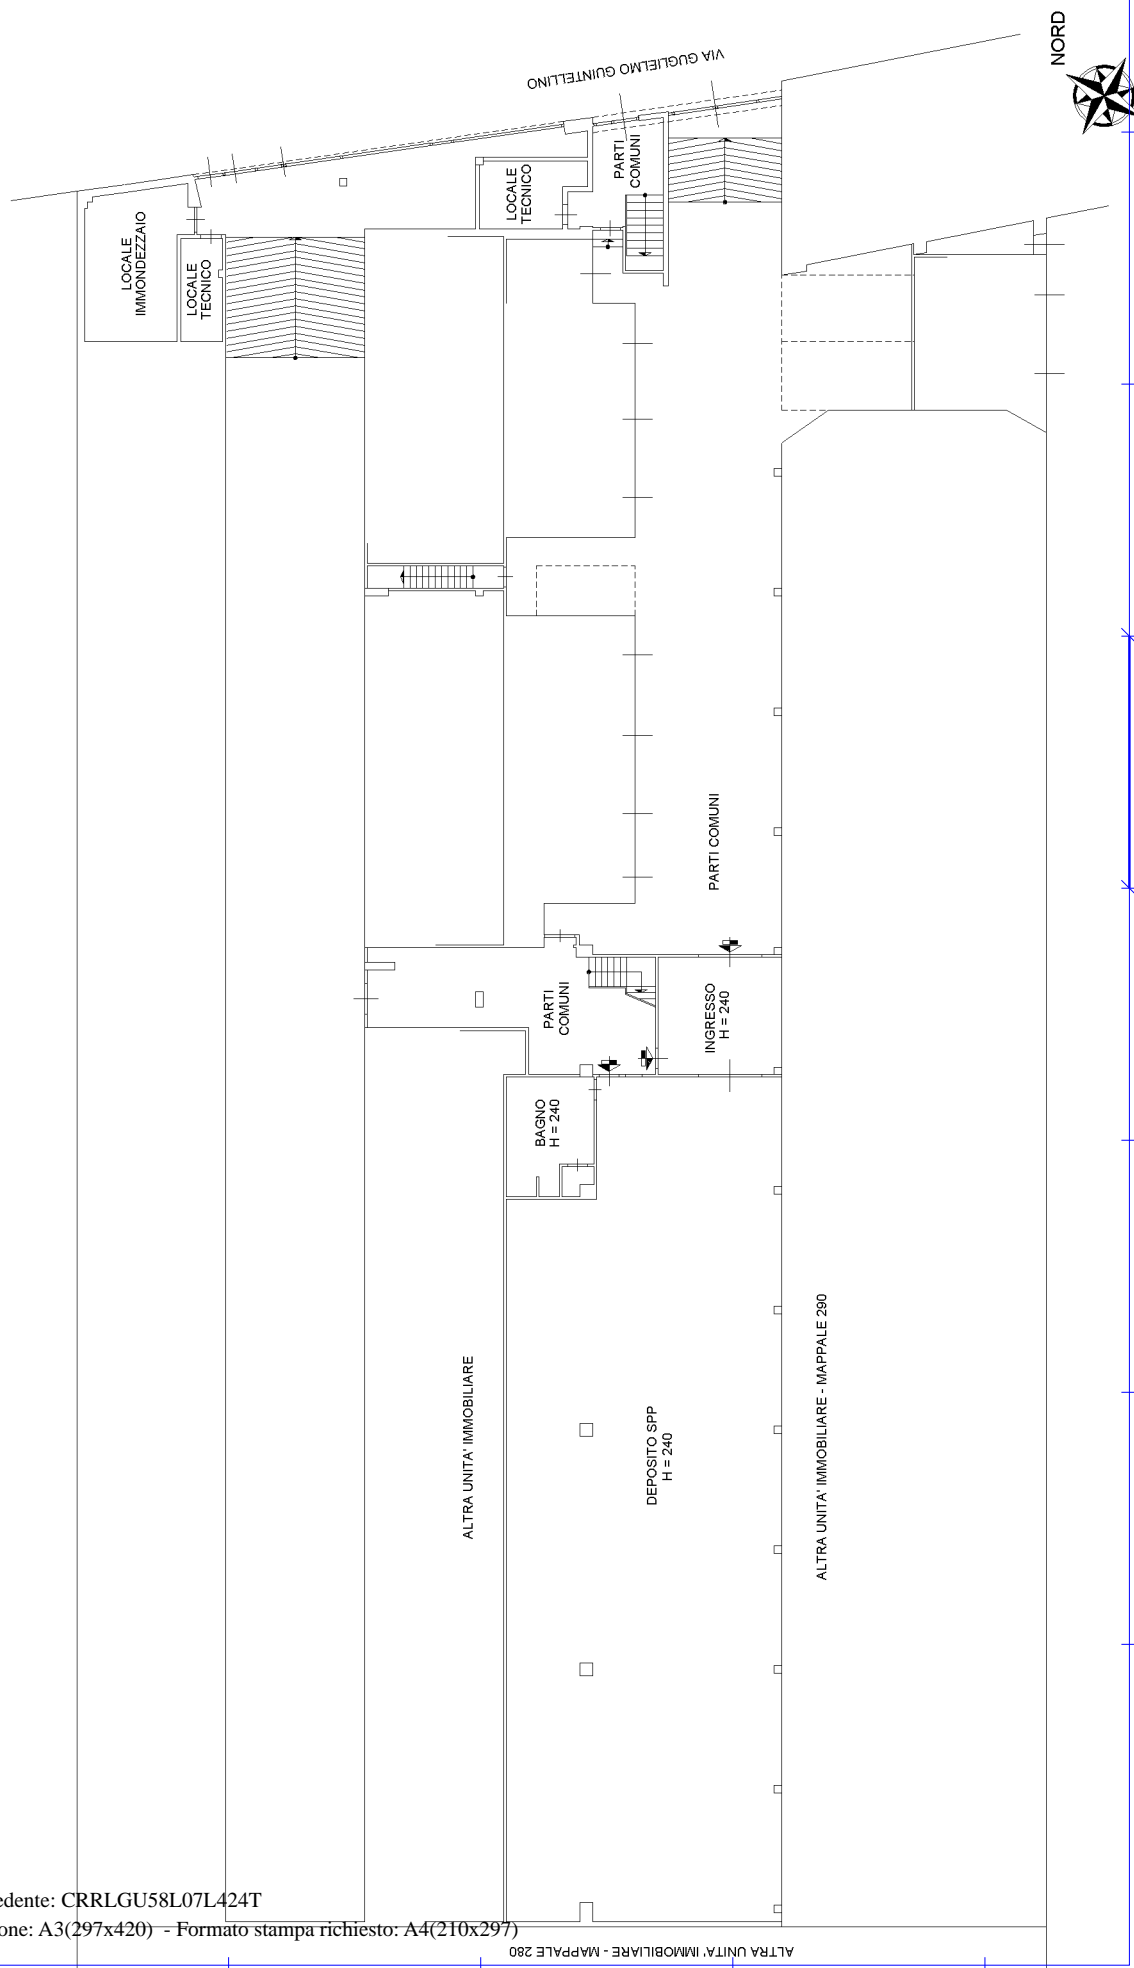 NORD
VIA GUGLIELMO GUINTELLINO
LOCALE
IMMONDEZZAIO
LOCALE
TECNICO
LOCALE
TECNICO
PARTI
COMUNI
PARTI COMUNI
PARTI
COMUNI
INGRESSO
H = 240
BAGNO
H = 240
ALTRA UNITA' IMMOBILIARE
DEPOSITO SPP
H = 240
ALTRA UNITA' IMMOBILIARE - MAPPALE 290
edente: CRRLGU58L07L424T
one: A3(297x420) - Formato stampa richiesto: A4(210x297)
ALTRA UNITA' IMMOBILIARE - MAPPALE 280